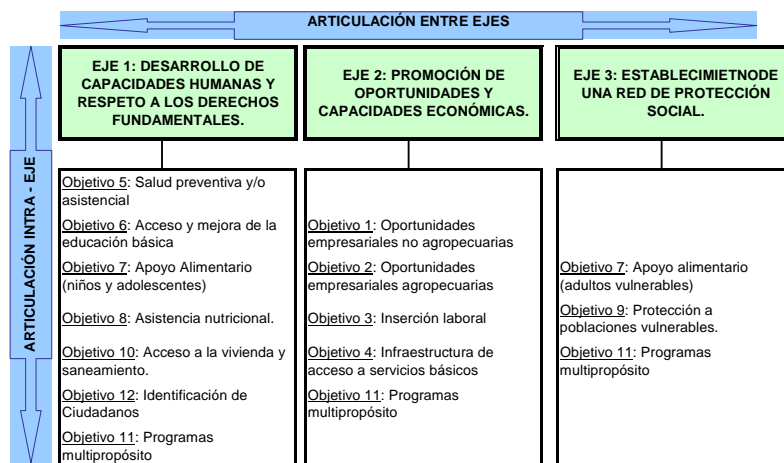 ARTICULACIÓN ENTRE EJES
ARTICULACIÓN INTRA - EJE
EJE 1: DESARROLLO DE
CAPACIDADES HUMANAS Y
RESPETO A LOS DERECHOS
FUNDAMENTALES.
Objetivo 5: Salud preventiva y/o
asistencial
Objetivo 6: Acceso y mejora de la
educación básica
Objetivo 7: Apoyo Alimentario
(niños y adolescentes)
Objetivo 8: Asistencia nutricional.
Objetivo 10: Acceso a la vivienda y
saneamiento.
Objetivo 12: Identificación de
Ciudadanos
Objetivo 11: Programas
multipropósito
EJE 2: PROMOCIÓN DE
OPORTUNIDADES Y
CAPACIDADES ECONÓMICAS.
Objetivo 1: Oportunidades
empresariales no agropecuarias
Objetivo 2: Oportunidades
empresariales agropecuarias
Objetivo 3: Inserción laboral
Objetivo 4: Infraestructura de
acceso a servicios básicos
Objetivo 11: Programas
multipropósito
EJE 3: ESTABLECIMIETNODE
UNA RED DE PROTECCIÓN
SOCIAL.
Objetivo 7: Apoyo alimentario
(adultos vulnerables)
Objetivo 9: Protección a
poblaciones vulnerables.
Objetivo 11: Programas
multipropósito